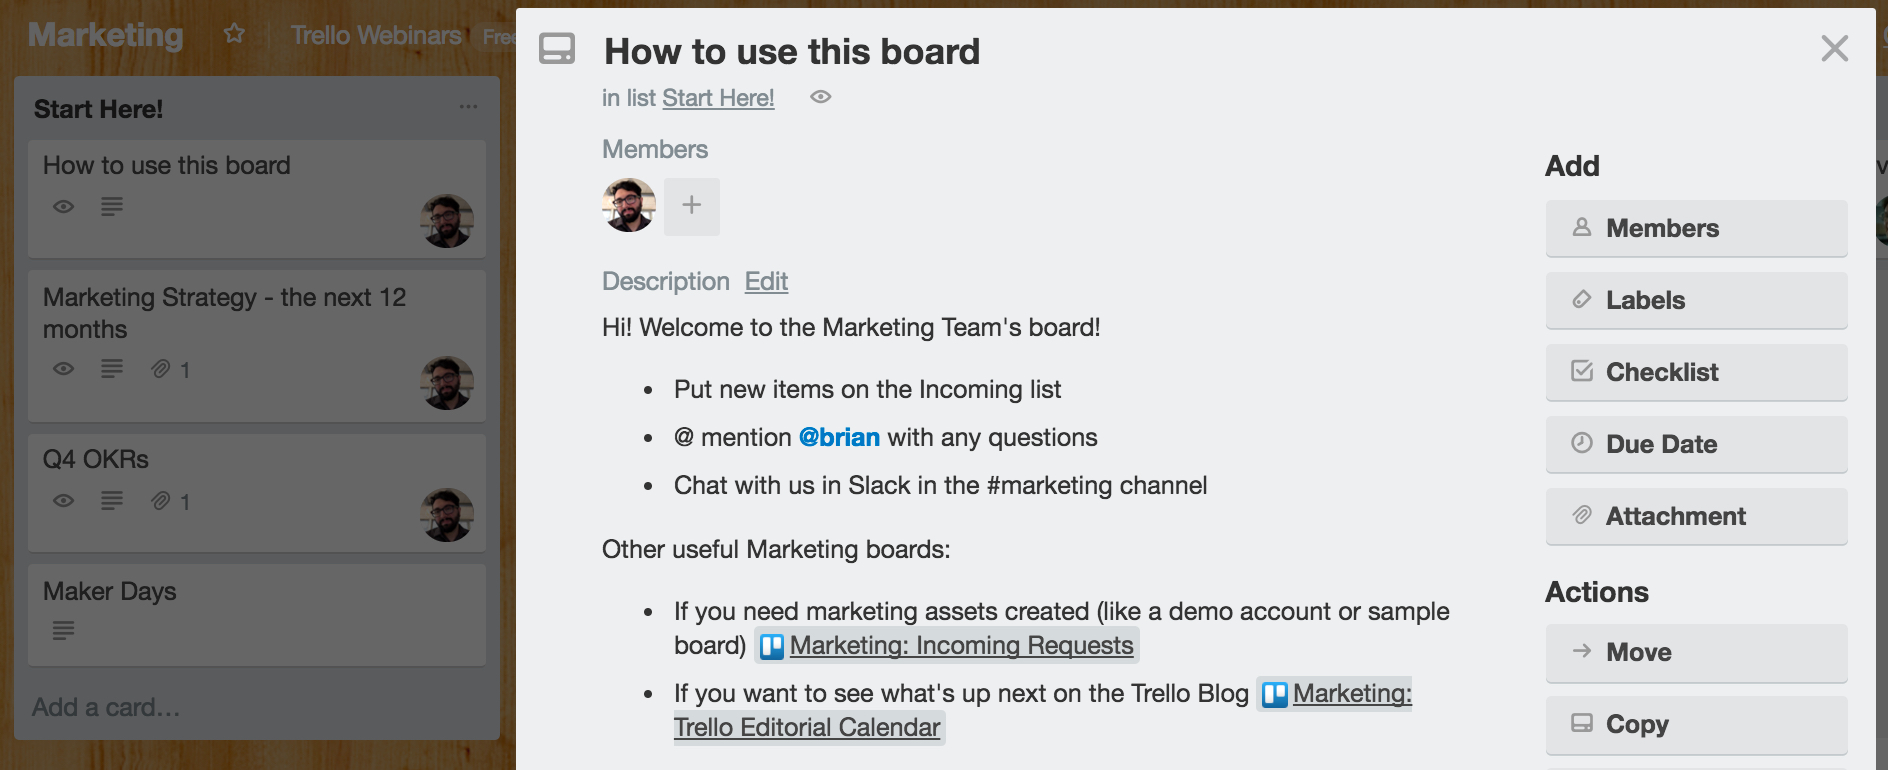 Marketing
Trello Webinars
Free
Start Here!
How to use this board
Marketing Strategy - the next 12
months
1
Q4 OKRs
1
Maker Days
Add a card…
How to use this board
in list Start Here!
Members
Description Edit
Hi! Welcome to the Marketing Team's board!
• Put new items on the Incoming list
• @ mention @brian with any questions
• Chat with us in Slack in the #marketing channel
Other useful Marketing boards:
• If you need marketing assets created (like a demo account or sample
board) Marketing: Incoming Requests
• If you want to see what's up next on the Trello Blog Marketing:
Trello Editorial Calendar
Add
Members
Labels
Checklist
Due Date
Attachment
Actions
Move
Copy